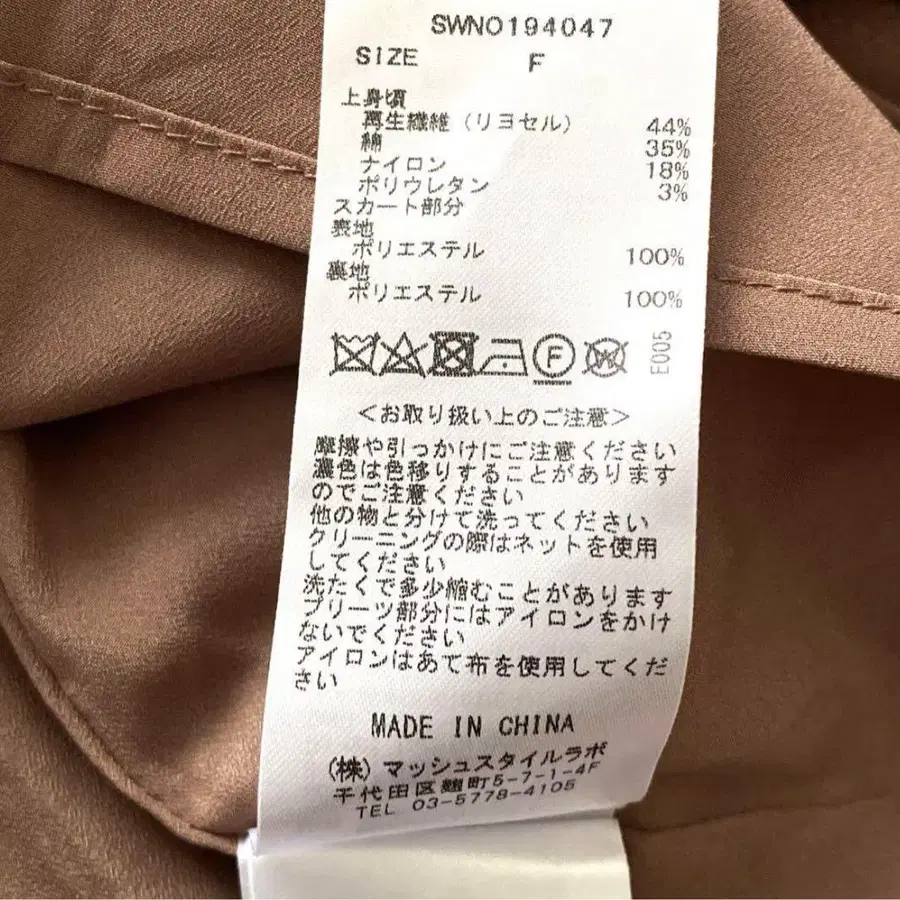 SWNO194047
SIZE F
上身頃
再生繊維(リヨセル) 44%
綿 35%
ナイロン 18%
ポリウレタン 3%
スカート部分
表地
ポリエステル 100%
裏地
ポリエステル 100%
F
W
E005
<お取り扱い上のご注意>
摩擦や引っかけにご注意ください
濃色は色移りすることがあります
のでご注意ください
他の物と分けて洗ってください
クリーニングの際はネットを使用
してください
洗たくで多少縮むことがあります
プリーツ部分にはアイロンをかけ
ないでください
アイロンはあて布を使用してくだ
さい
MADE IN CHINA
(株)マッシュスタイルラボ
千代田区麹町5-7-1-4F
TEL 03-5778-4105